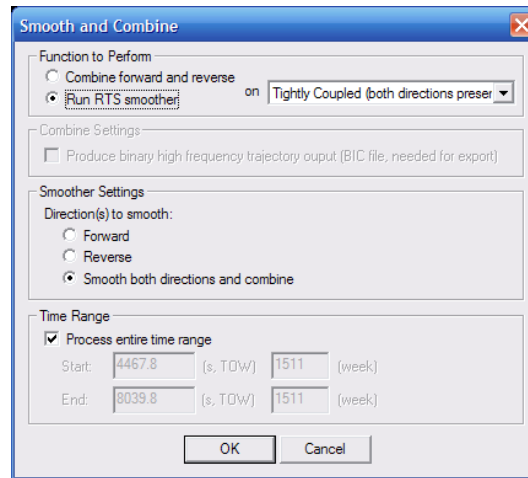 Smooth and Combine
Function to Perform
Combine forward and reverse
Run RTS smoother
on
Tightly Coupled (both directions preser
Combine Settings
Produce binary high frequency trajectory ouput (BIC file, needed for export)
Smoother Settings
Direction(s) to smooth:
Forward
Reverse
Smooth both directions and combine
Time Range
Process entire time range
Start: 4467.8 (s, TOW) 1511 (week)
End: 8039.8 (s, TOW) 1511 (week)
OK Cancel